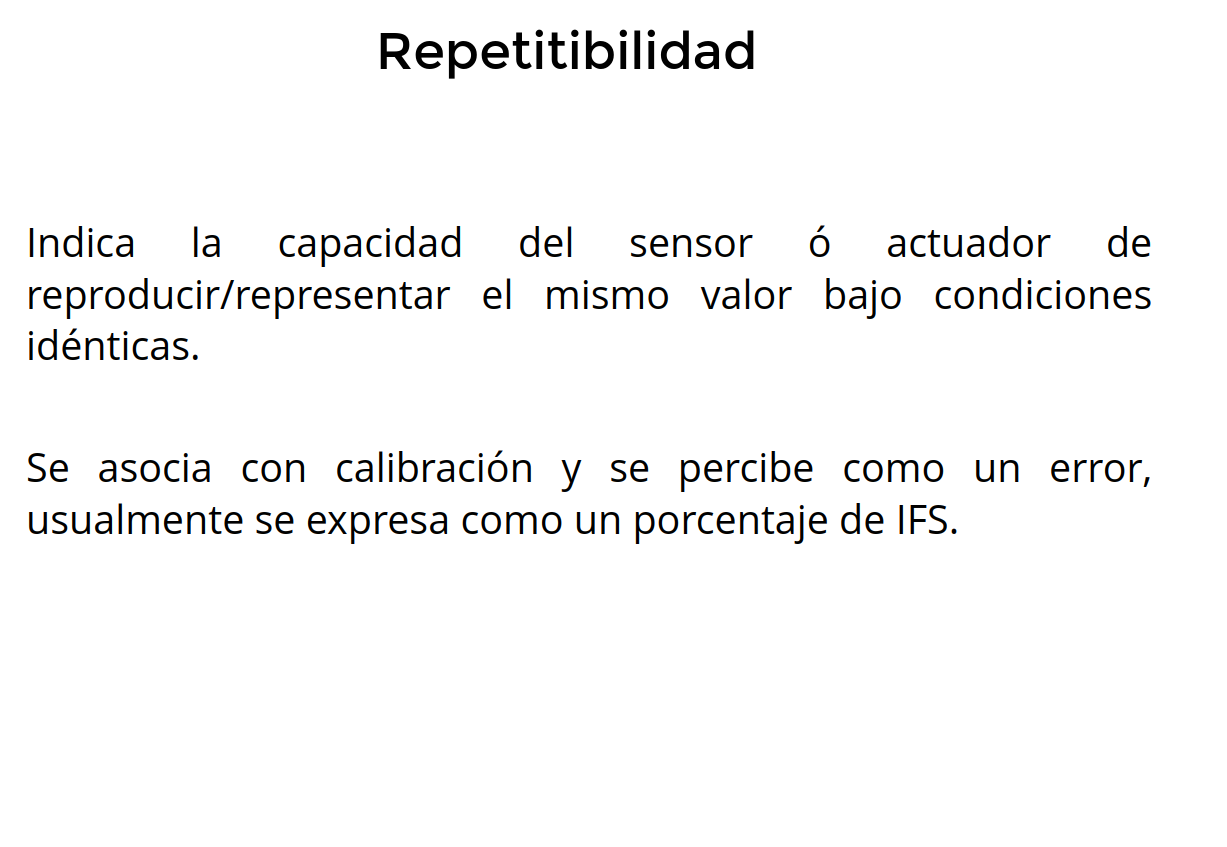 Repetitibilidad
Indica la capacidad del sensor ó actuador de
reproducir/representar el mismo valor bajo condiciones
idénticas.
Se asocia con calibración y se percibe como un error,
usualmente se expresa como un porcentaje de IFS.